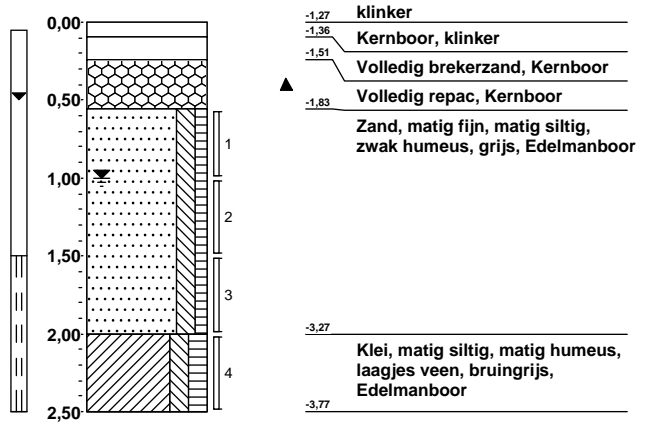 0,00
0,50
1,00
1,50
2,00
2,50
1
2
3
4
-1,27 klinker
-1,36
Kernboor, klinker
-1,51
Volledig brekerzand, Kernboor
Volledig repac, Kernboor
-1,83
Zand, matig fijn, matig siltig,
zwak humeus, grijs, Edelmanboor
-3,27
Klei, matig siltig, matig humeus,
laagjes veen, bruingrijs,
Edelmanboor
-3,77